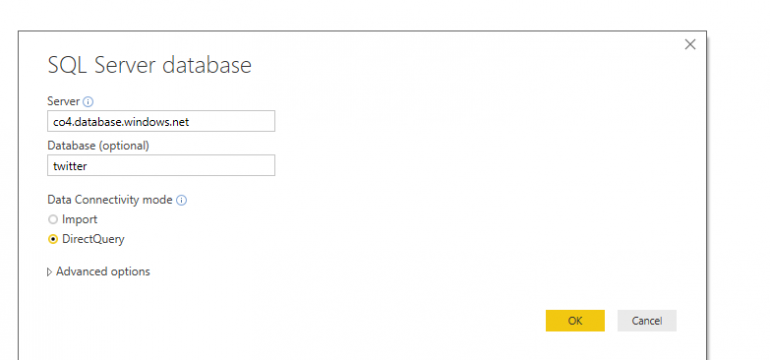 SQL Server database
Server
co4.database.windows.net
Database (optional)
twitter
Data Connectivity mode
Import
DirectQuery
Advanced options
OK Cancel